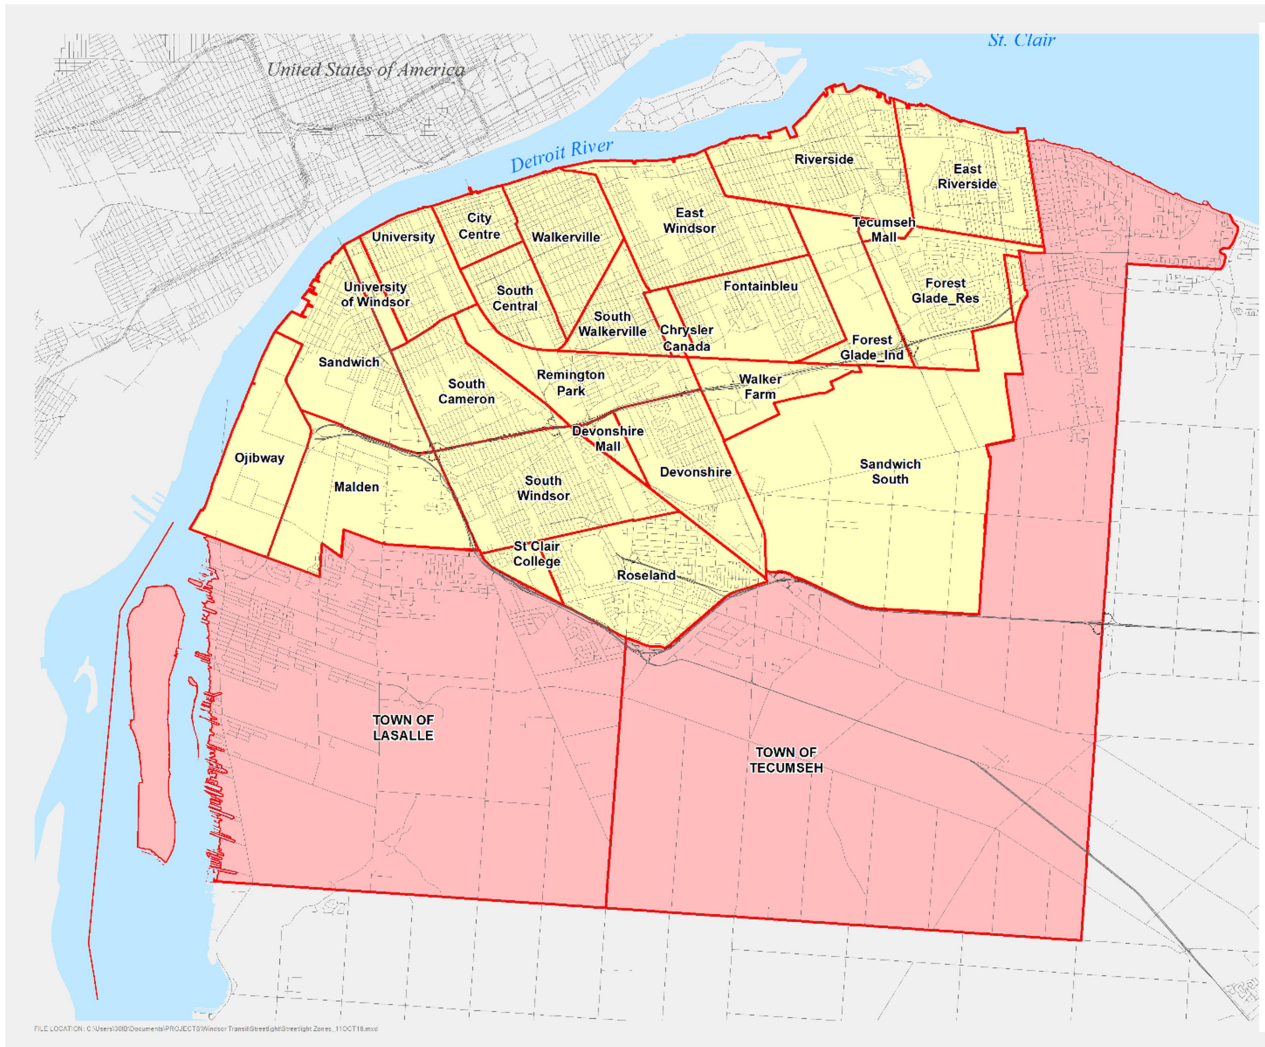 St. Clair
United States of America
Detroit River
Riverside
East
Riverside
City
Centre
East
Windsor
Tecumseh
Mall
University
Walkerville
University
of Windsor
South
Central
Fontainbleu
Forest
Glade_Res
South
Walkerville
Chrysler
Canada
Forest
Glade_Ind
Sandwich
South
Cameron
Remington
Park
Walker
Farm
Devonshire
Mall
Ojibway
Malden
South
Windsor
Devonshire
Sandwich
South
St Clair
College
Roseland
TOWN OF
LASALLE
TOWN OF
TECUMSEH